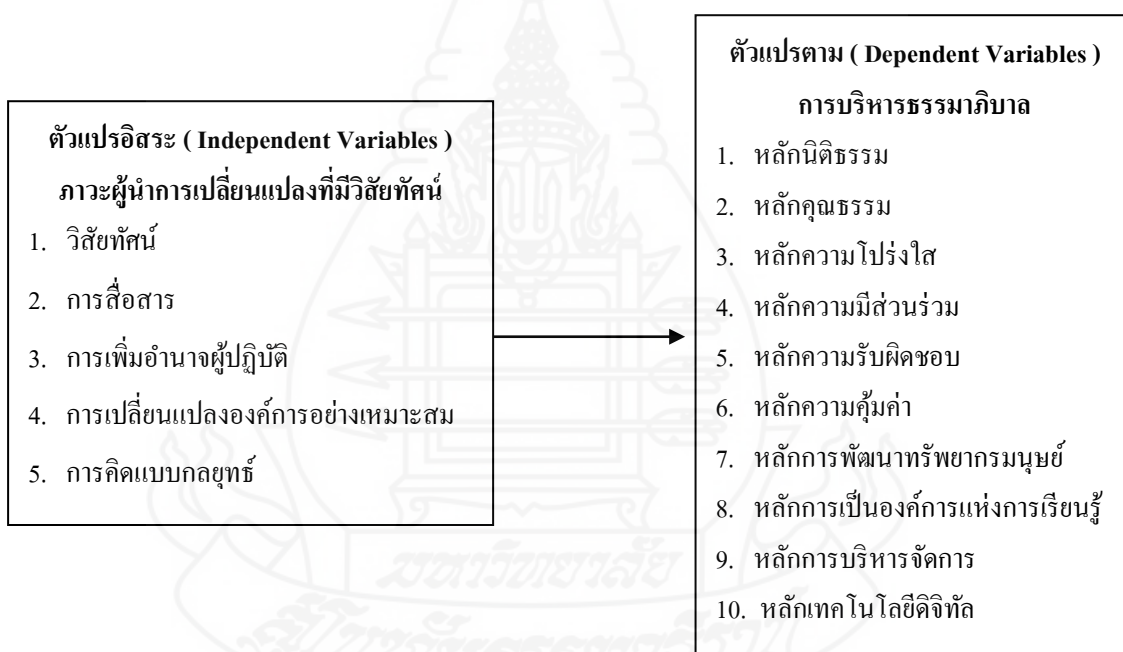 ตัวแปรอิสระ ( Independent Variables )
ภาวะผู้นำการเปลี่ยนแปลงที่มีวิสัยทัศน์
1. วิสัยทัศน์
2. การสื่อสาร
3. การเพิ่มอำนาจผู้ปฏิบัติ
4. การเปลี่ยนแปลงองค์การอย่างเหมาะสม
5. การคิดแบบกลยุทธ์
ตัวแปรตาม ( Dependent Variables )
การบริหารธรรมาภิบาล
1. หลักนิติธรรม
2. หลักคุณธรรม
3. หลักความโปร่งใส
4. หลักความมีส่วนร่วม
5. หลักความรับผิดชอบ
6. หลักความคุ้มค่า
7. หลักการพัฒนาทรัพยากรมนุษย์
8. หลักการเป็นองค์การแห่งการเรียนรู้
9. หลักการบริหารจัดการ
10. หลักเทคโนโลยีดิจิทัล
มหาวิทยาลัย